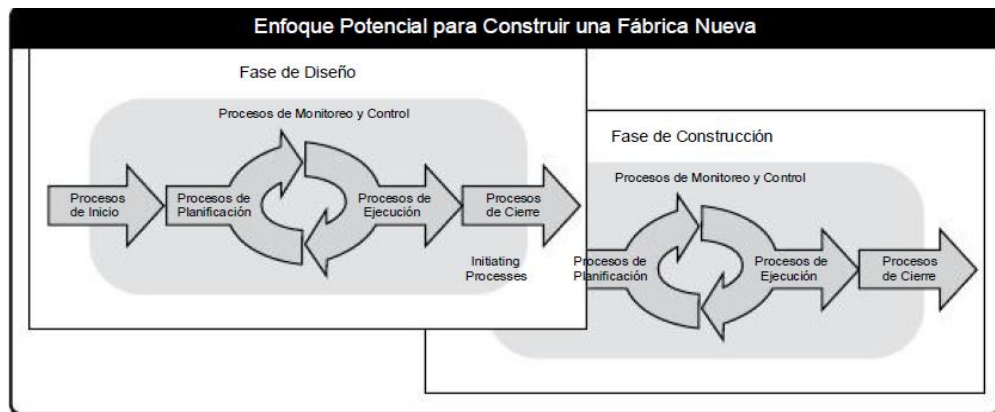 Enfoque Potencial para Construir una Fábrica Nueva
Fase de Diseño
Procesos de Monitoreo y Control
Procesos
de Inicio
Procesos de
Planificación
Procesos de
Ejecución
Procesos
de Cierre
Initiating
Processes
Fase de Construcción
Procesos de Monitoreo y Control
Procesos de
Planificación
Procesos de
Ejecución
Procesos
de Cierre